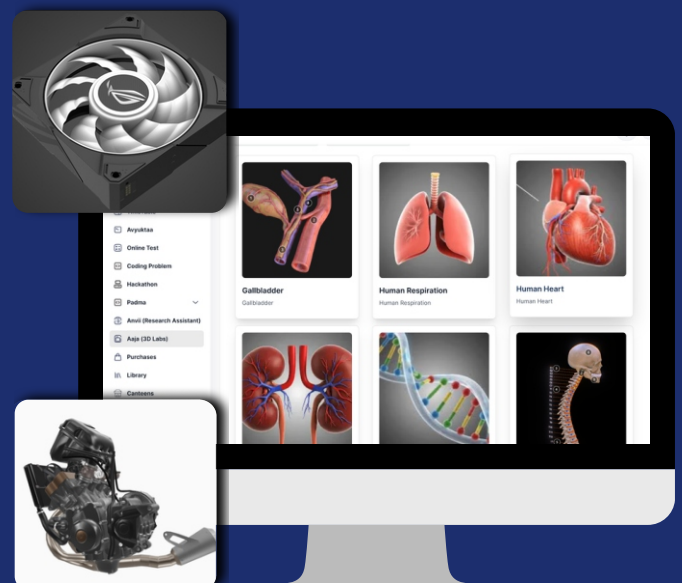 Avyuktaa
Online Test
Coding Problem
Hackathon
Padma
Anvii (Research Assistant)
Aaja (3D Labs)
Purchases
Library
Canteens
Gallbladder
Gallbladder
Human Respiration
Human Respiration
Human Heart
Human Heart